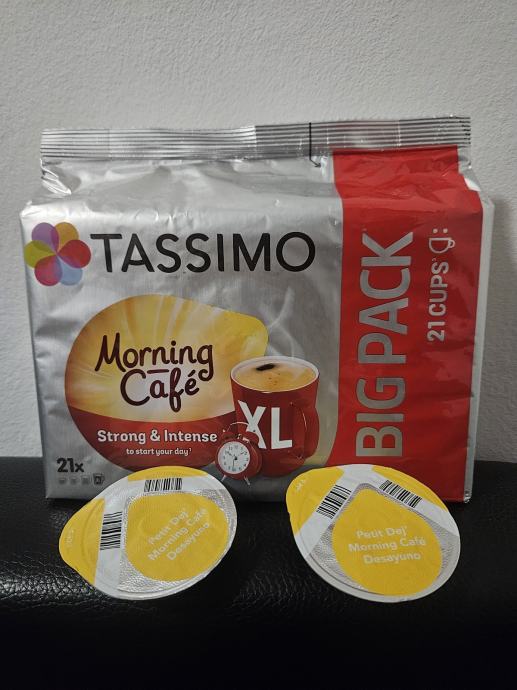 TASSIMO
Morning
Café
Strong & Intense
to start your day
XL
21x
BIG PACK
21 CUPS
Petit Dej'
Morning Café
Desayuno
Petit Dej'
Morning Café
Desayuno